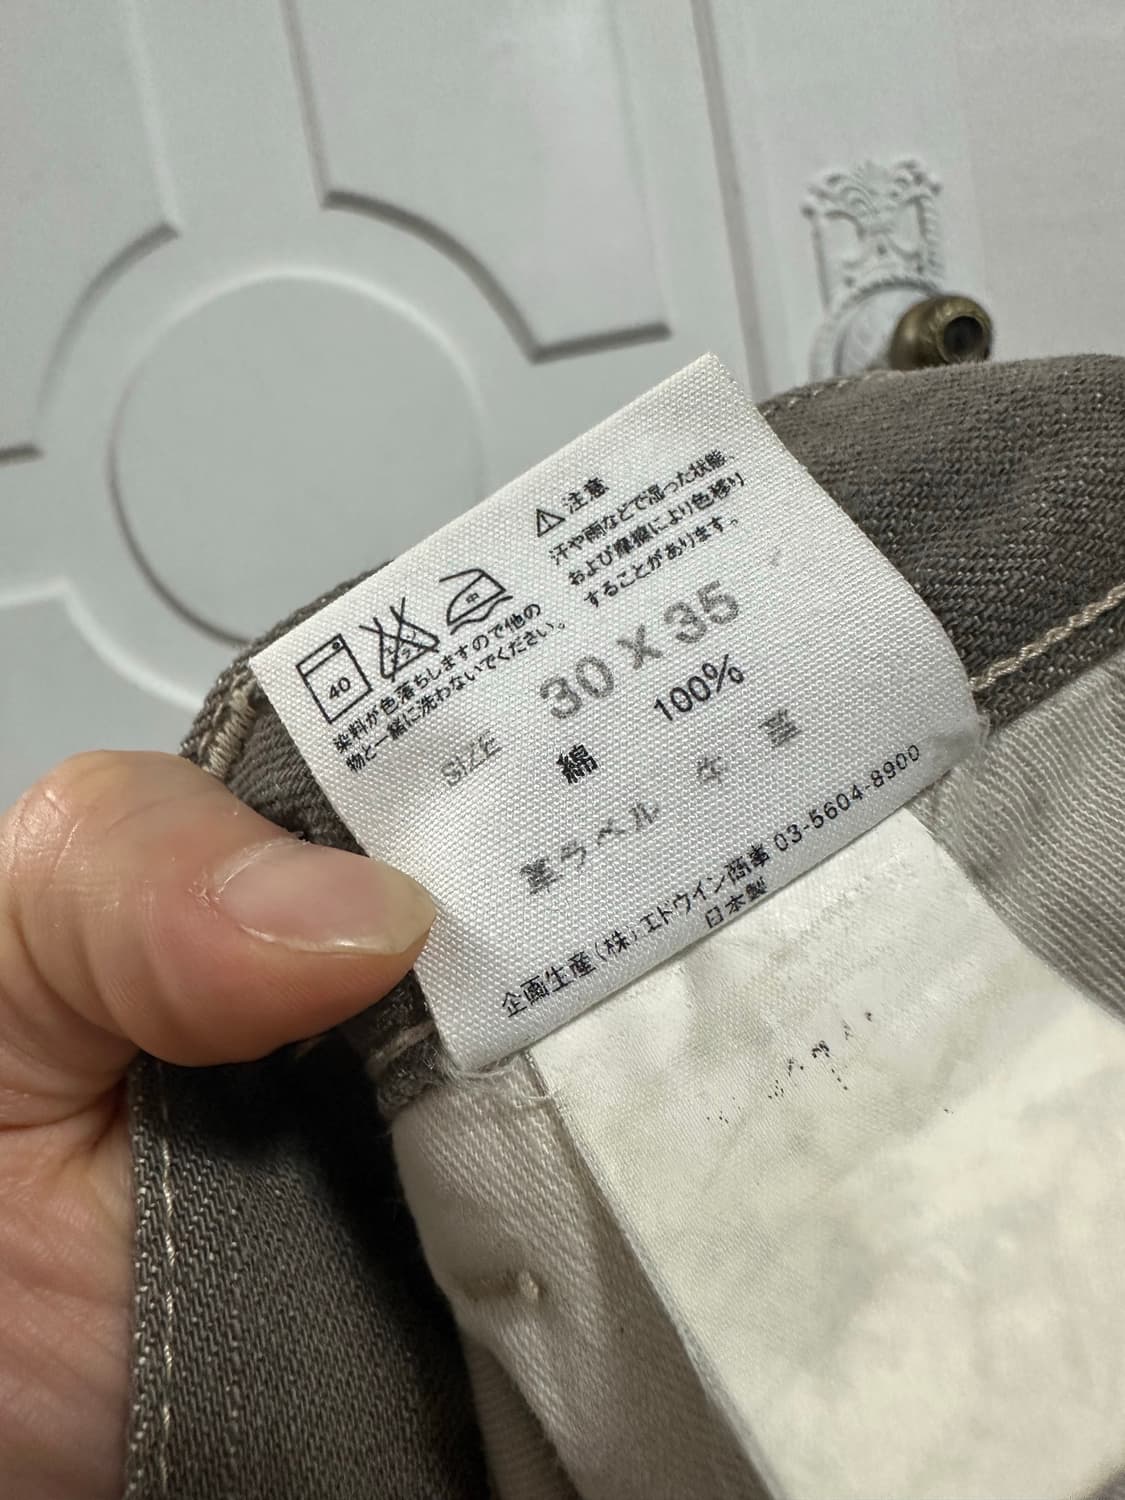 40
染料が色落ちしますので他の
物と一緒に洗わないでください。
注意
汗や雨などで湿った状態、
および摩擦により色移り
することがあります。
SIZE 30 x 35
綿 100%
革ラベル 牛革
企画生産(株)エドウイン商事 03-5604-8900
日本製